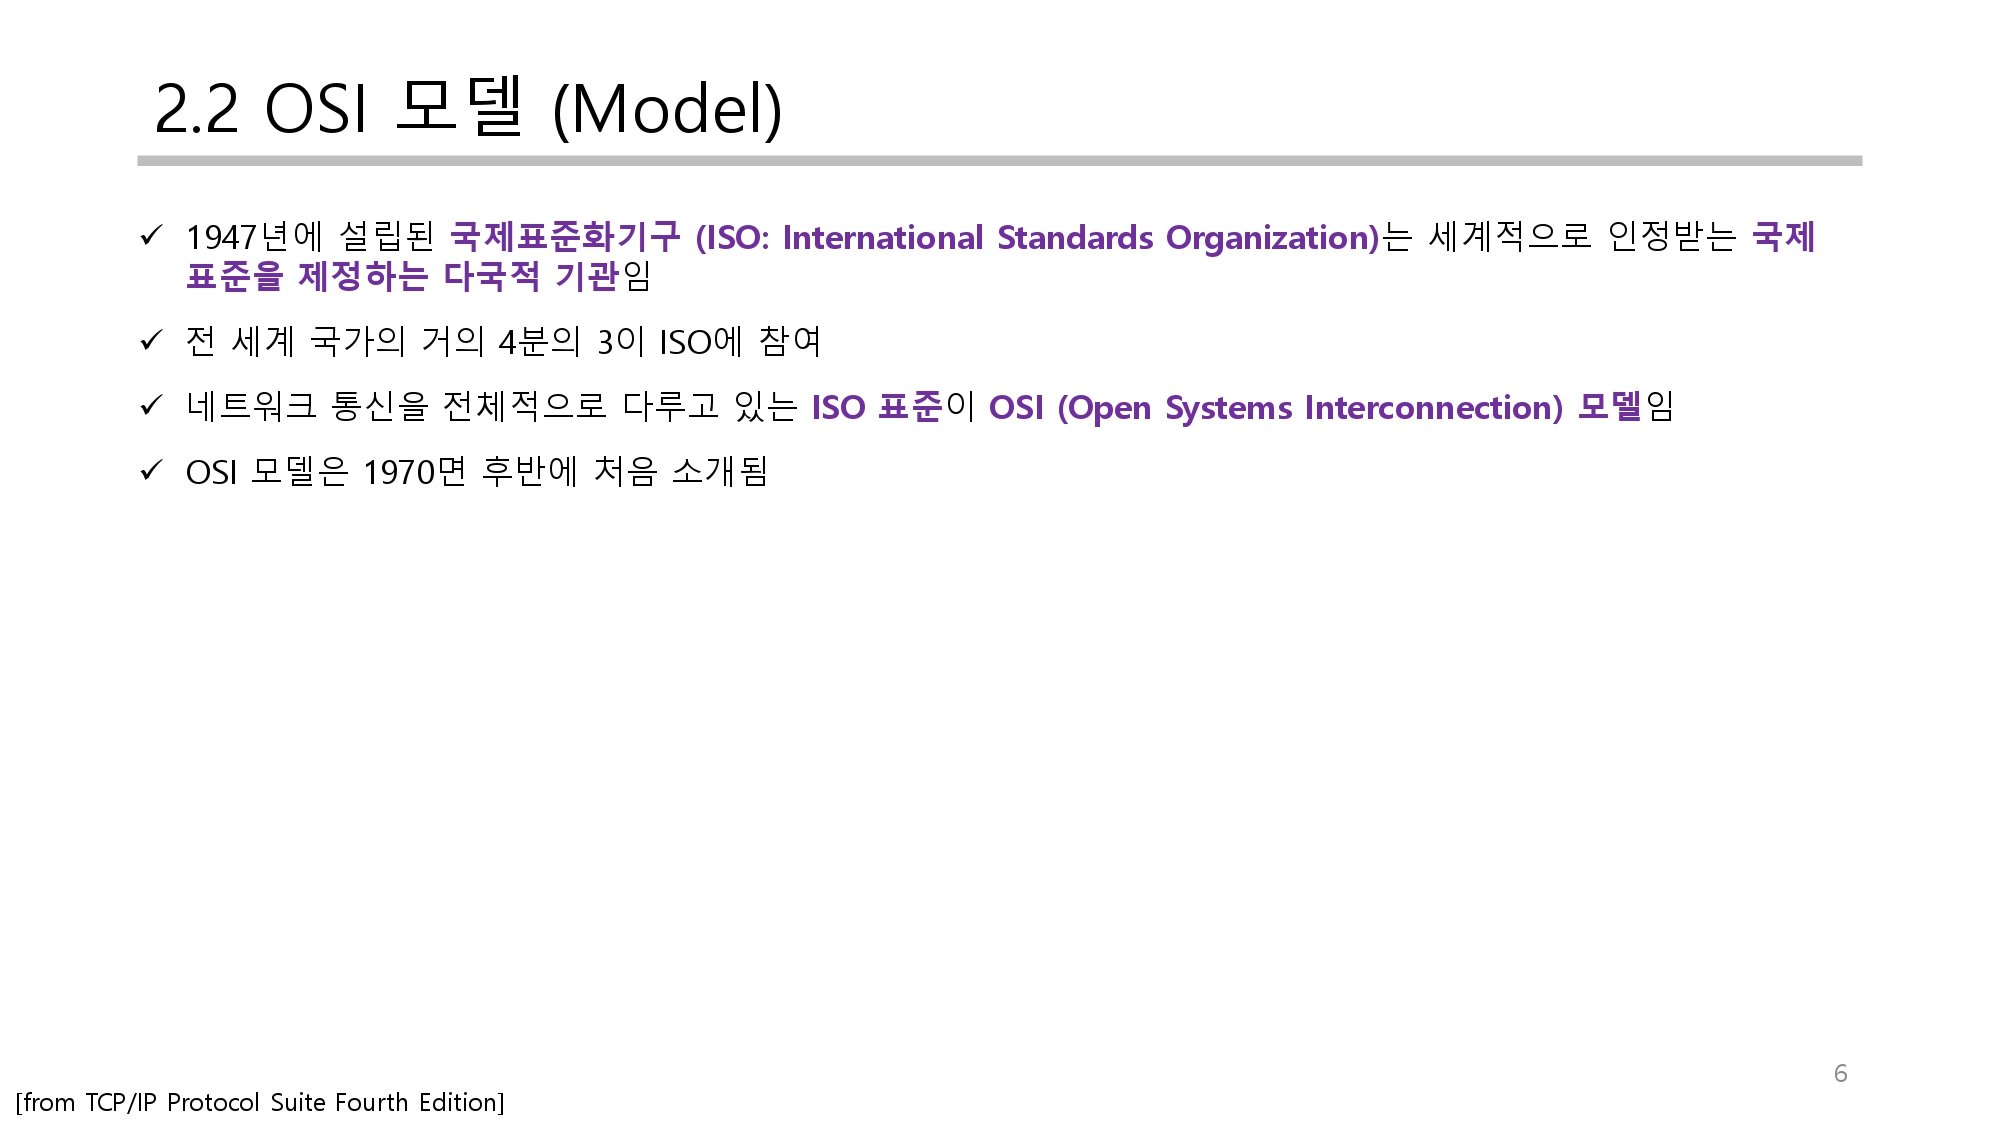 2.2 OSI 모델 (Model)
✓ 1947년에 설립된 국제표준화기구 (ISO: International Standards Organization)는 세계적으로 인정받는 국제
표준을 제정하는 다국적 기관임
✓ 전 세계 국가의 거의 4분의 3이 ISO에 참여
✓ 네트워크 통신을 전체적으로 다루고 있는 ISO 표준이 OSI (Open Systems Interconnection) 모델임
✓ OSI 모델은 1970면 후반에 처음 소개됨
6
[from TCP/IP Protocol Suite Fourth Edition]